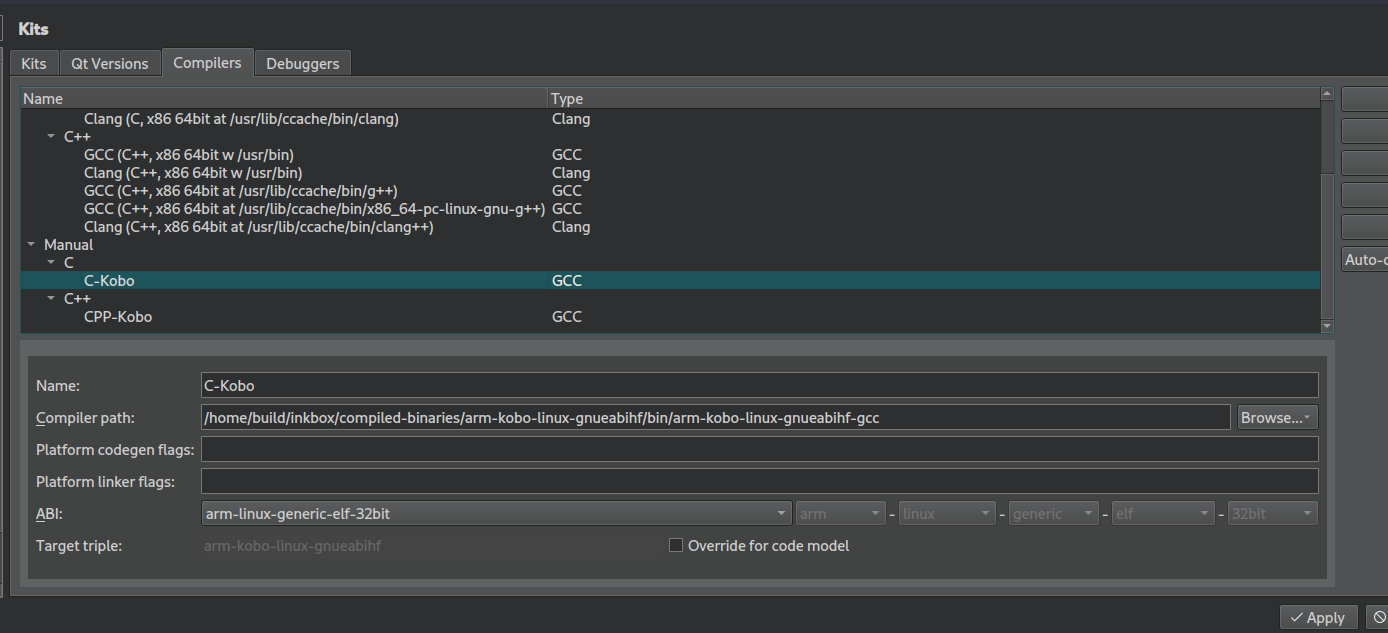 Kits
Kits Qt Versions Compilers Debuggers
Name Type
Clang (C, x86 64bit at /usr/lib/ccache/bin/clang) Clang
C++
GCC (C++, x86 64bit w /usr/bin) GCC
Clang (C++, x86 64bit w /usr/bin) Clang
GCC (C++, x86 64bit at /usr/lib/ccache/bin/g++) GCC
GCC (C++, x86 64bit at /usr/lib/ccache/bin/x86_64-pc-linux-gnu-g++) GCC
Clang (C++, x86 64bit at /usr/lib/ccache/bin/clang++) Clang
Manual
C
C-Kobo GCC
Auto-
C++
CPP-Kobo GCC
Name: C-Kobo
Compiler path: /home/build/inkbox/compiled-binaries/arm-kobo-linux-gnueabihf/bin/arm-kobo-linux-gnueabihf-gcc Browse...
Platform codegen flags:
Platform linker flags:
ABI: arm-linux-generic-elf-32bit arm - linux - generic - elf - 32bit
Target triple: arm-kobo-linux-gnueabihf Override for code model
Apply